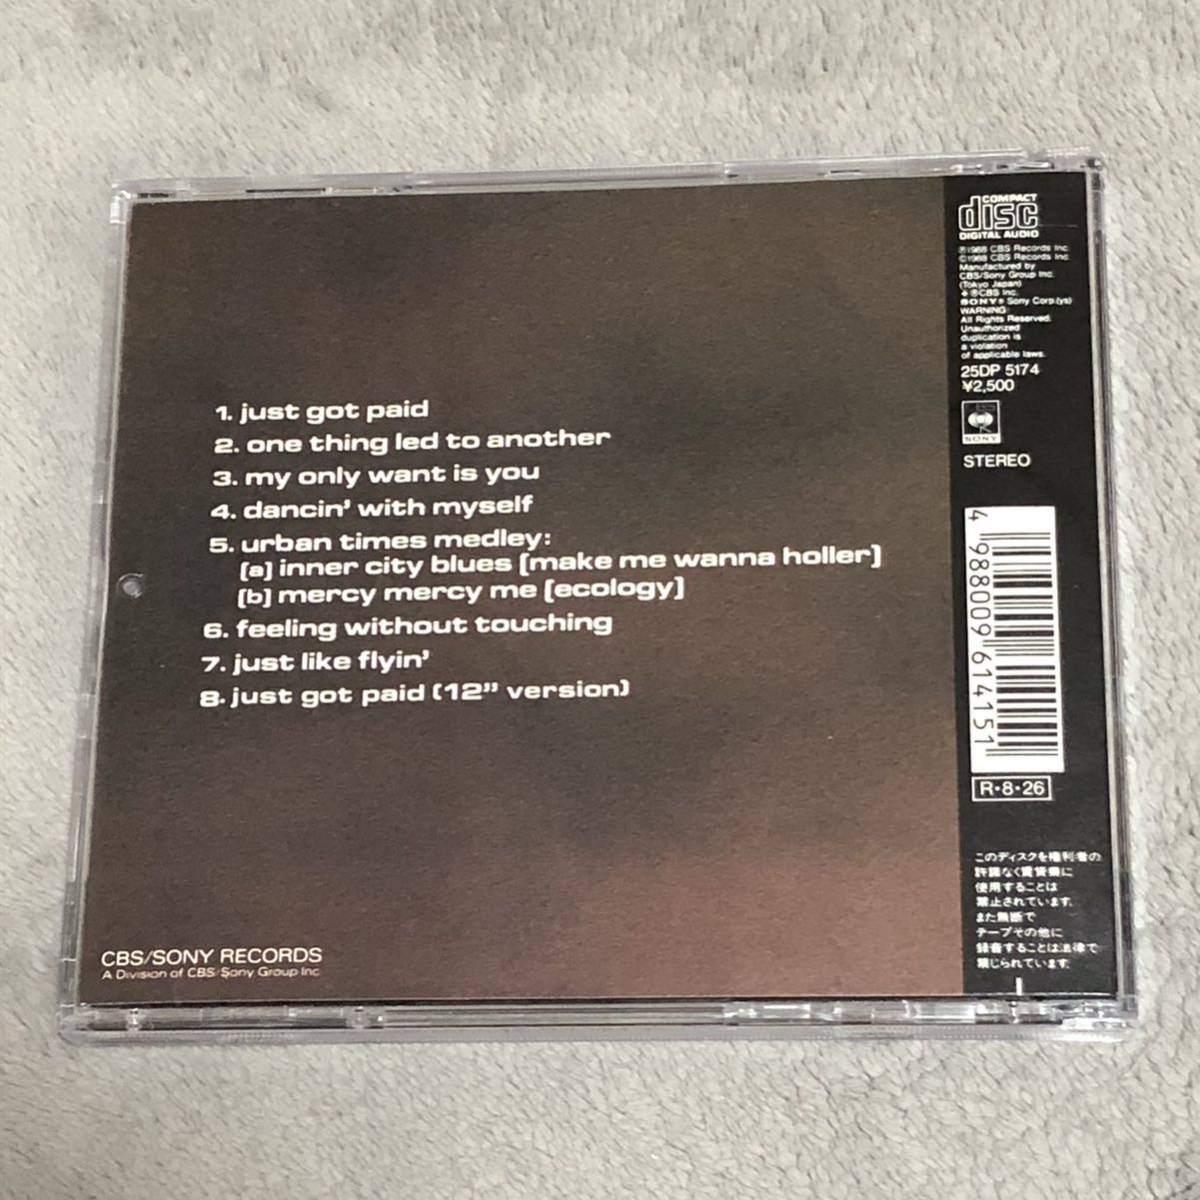 1. just got paid
2. one thing led to another
3. my only want is you
4. dancin' with myself
5. urban times medley:
(a) inner city blues [make me wanna holler]
(b) mercy mercy me [ecology]
6. feeling without touching
7. just like flyin'
8. just got paid (12" version)
CBS/SONY RECORDS
A Division of CBS/Sony Group Inc.
COMPACT
disc
DIGITAL AUDIO
℗1988 CBS Records Inc.
©1988 CBS Records Inc.
Manufactured by
CBS/Sony Group Inc.
(Tokyo Japan)
®CBS Inc.
SONY® Sony Corp.(ys)
WARNING:
All Rights Reserved.
Unauthorized
duplication is
a violation
of applicable laws.
25DP 5174
¥2,500
SONY
STEREO
4 988009 614151
R・8・26
このディスクを権利者の
許諾なく賃貸業に
使用することは
禁止されています。
また無断で
テープその他に
録音することは法律で
禁じられています。